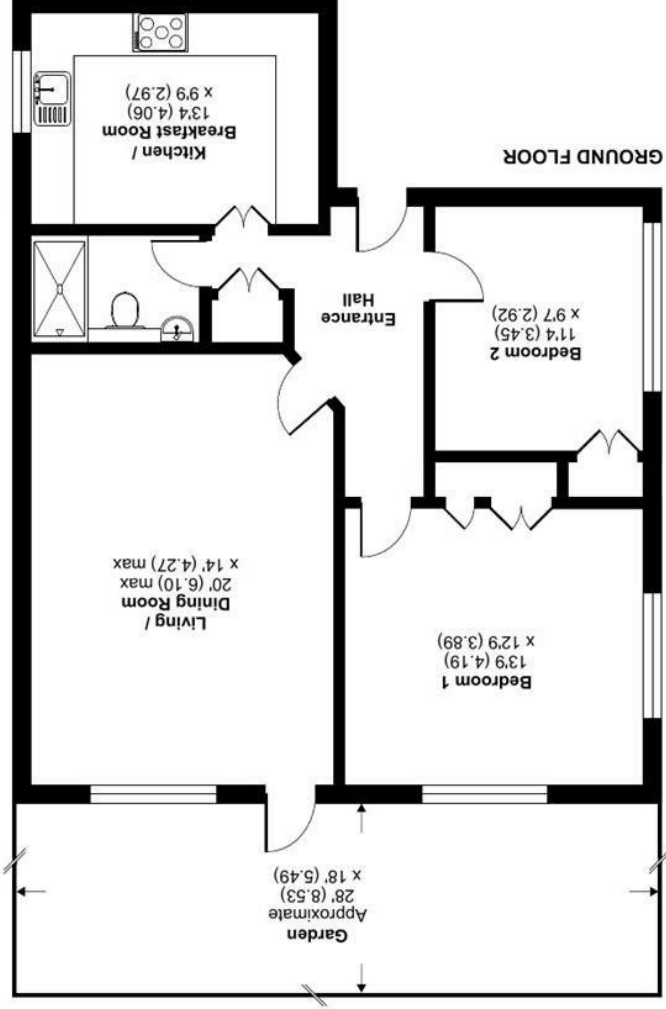 Garden
Approximate
28' (8.53)
x 18' (5.49)
Bedroom 1
13'9 (4.19)
x 12'9 (3.89)
Living /
Dining Room
20' (6.10) max
x 14' (4.27) max
Bedroom 2
11'4 (3.45)
x 9'7 (2.92)
Entrance
Hall
GROUND FLOOR
Kitchen /
Breakfast Room
13'4 (4.06)
x 9'9 (2.97)